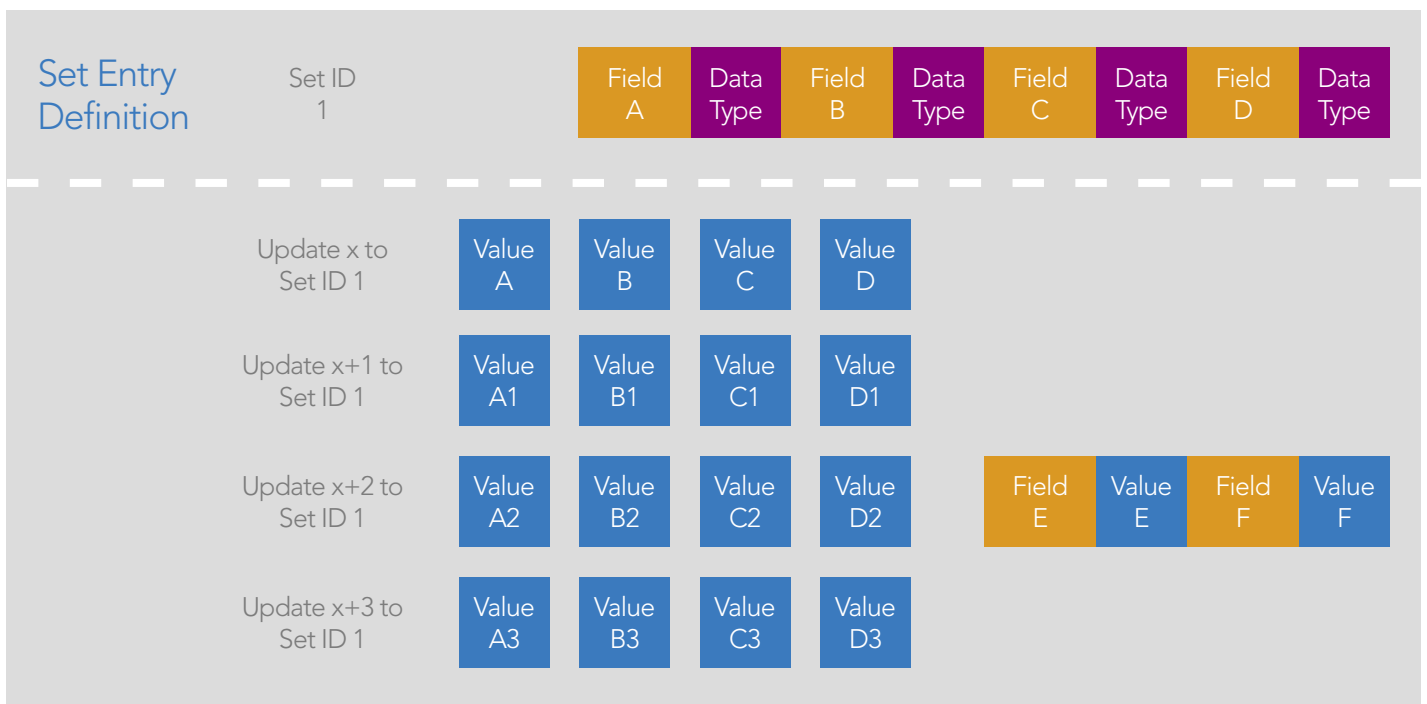 Set Entry
Definition
Set ID
1
Field
A
Data
Type
Field
B
Data
Type
Field
C
Data
Type
Field
D
Data
Type
Update x to
Set ID 1
Value
A
Value
B
Value
C
Value
D
Update x+1 to
Set ID 1
Value
A1
Value
B1
Value
C1
Value
D1
Update x+2 to
Set ID 1
Value
A2
Value
B2
Value
C2
Value
D2
Field
E
Value
E
Field
F
Value
F
Update x+3 to
Set ID 1
Value
A3
Value
B3
Value
C3
Value
D3